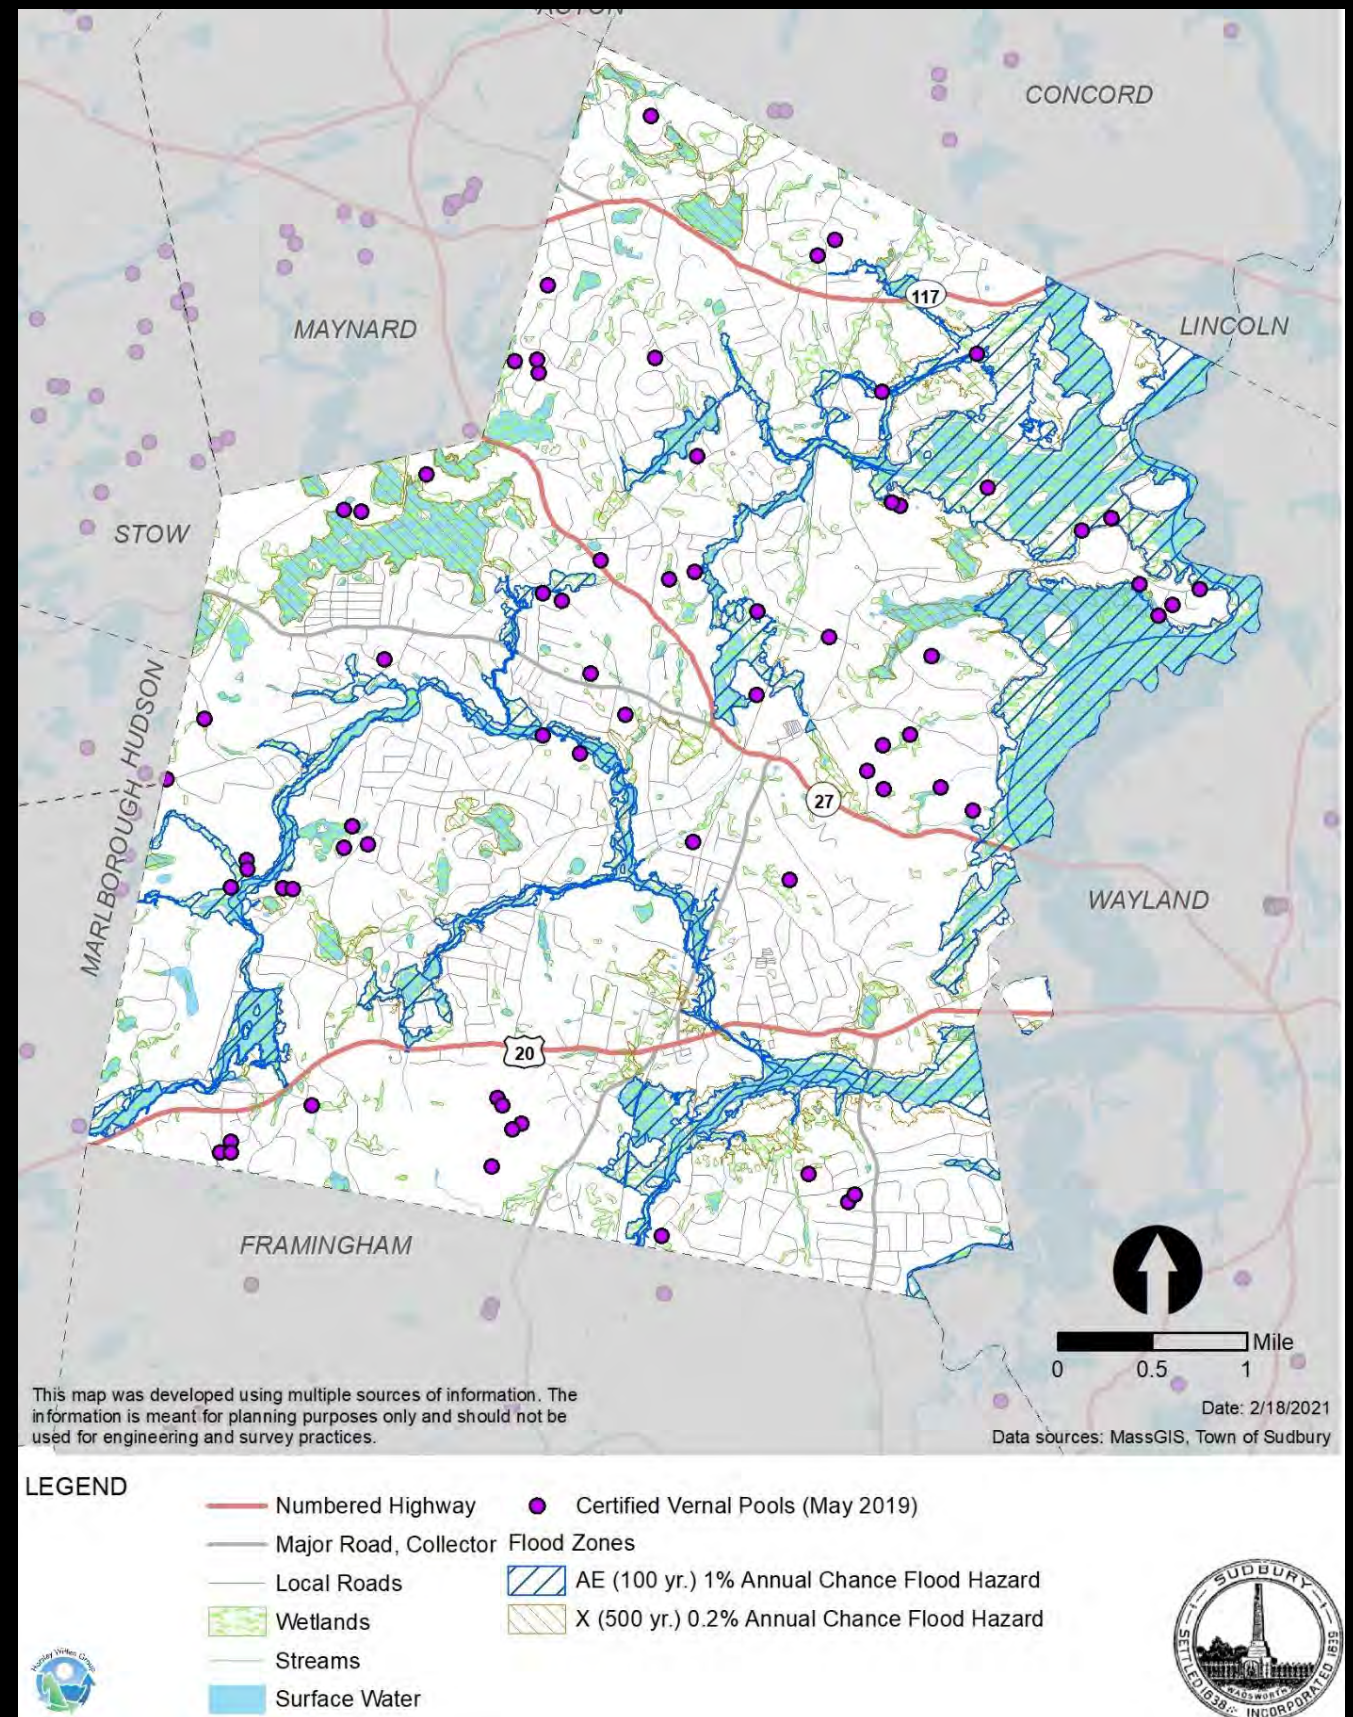 ACTON
CONCORD
LINCOLN
MAYNARD
117
STOW
MARLBOROUGH
HUDSON
27
WAYLAND
20
FRAMINGHAM
Mile
0 0.5 1
This map was developed using multiple sources of information. The
information is meant for planning purposes only and should not be
used for engineering and survey practices.
Date: 2/18/2021
Data sources: MassGIS, Town of Sudbury
LEGEND
Numbered Highway
Major Road, Collector
Local Roads
Wetlands
Streams
Surface Water
Certified Vernal Pools (May 2019)
Flood Zones
AE (100 yr.) 1% Annual Chance Flood Hazard
X (500 yr.) 0.2% Annual Chance Flood Hazard
Horsley Witten Group
SUDBURY
SETTLED 1638
INCORPORATED 1639
WADSWORTH